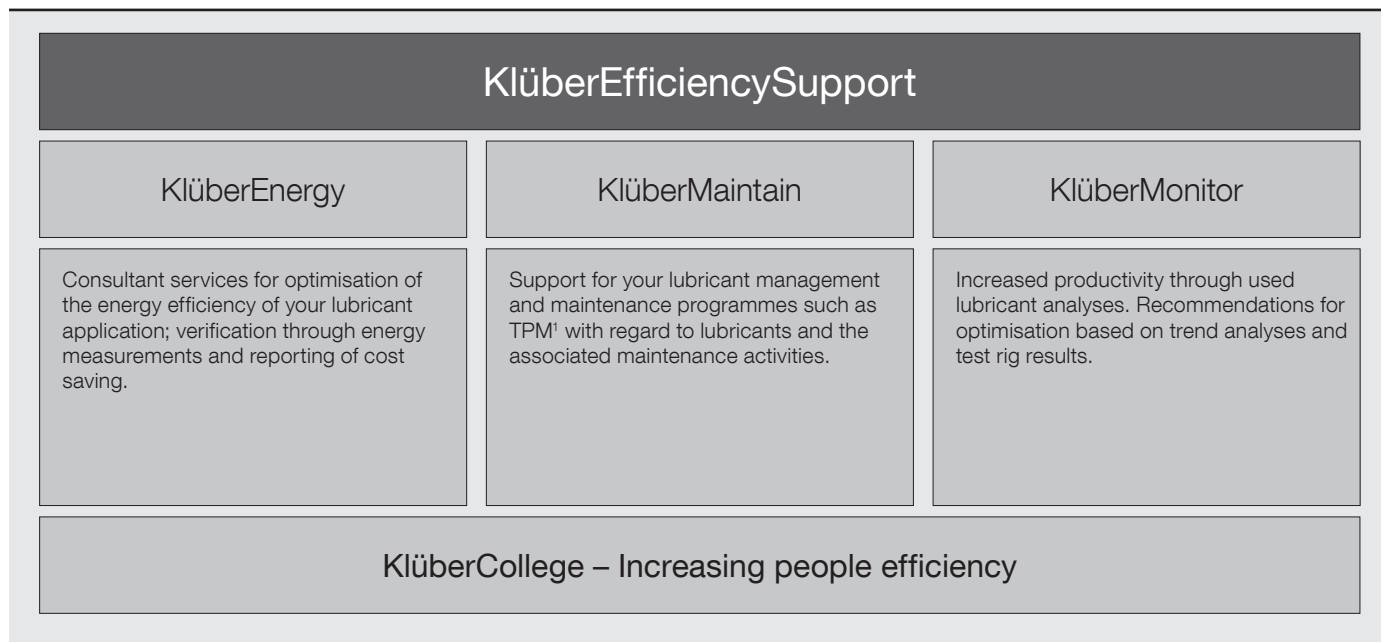 KlüberEfficiencySupport
KlüberEnergy
Consultant services for optimisation of
the energy efficiency of your lubricant
application; verification through energy
measurements and reporting of cost
saving.
KlüberMaintain
Support for your lubricant management
and maintenance programmes such as
TPM¹ with regard to lubricants and the
associated maintenance activities.
KlüberMonitor
Increased productivity through used
lubricant analyses. Recommendations for
optimisation based on trend analyses and
test rig results.
KlüberCollege – Increasing people efficiency